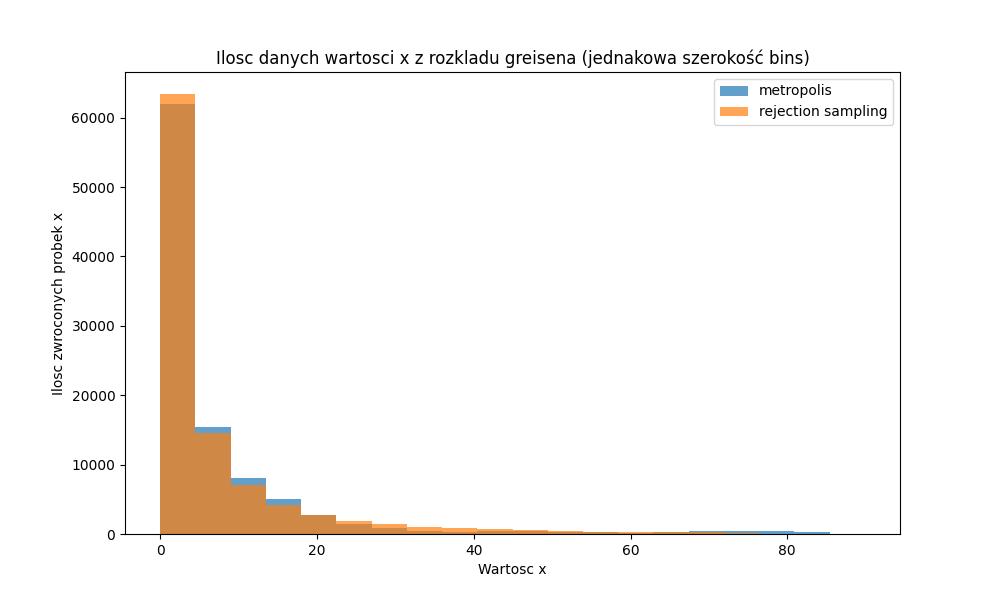 Ilosc danych wartosci x z rozkladu greisena (jednakowa szerokość bins)
metropolis
rejection sampling
Ilosc zwroconych probek x
60000
50000
40000
30000
20000
10000
0
0 20 40 60 80
Wartosc x